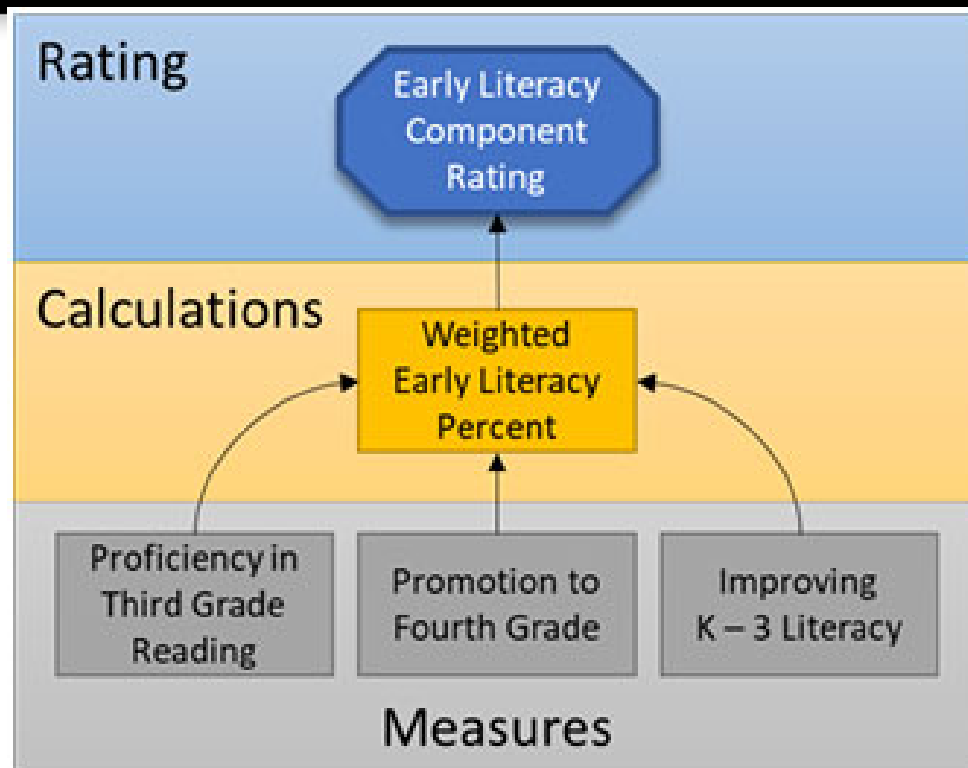 Rating
Early Literacy
Component
Rating
Calculations
Weighted
Early Literacy
Percent
Proficiency in
Third Grade
Reading
Promotion to
Fourth Grade
Improving
K – 3 Literacy
Measures